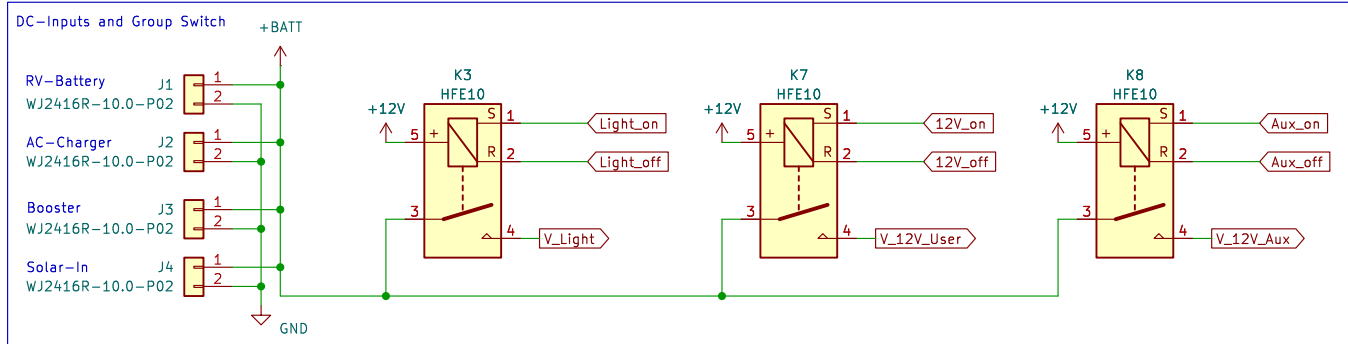 DC-Inputs and Group Switch
+BATT
RV-Battery
J1
WJ2416R-10.0-P02
1
2
AC-Charger
J2
WJ2416R-10.0-P02
1
2
Booster
J3
WJ2416R-10.0-P02
1
2
Solar-In
J4
WJ2416R-10.0-P02
1
2
GND
K3
HFE10
+12V
5
+
S
R
1
Light_on
2
Light_off
3
4
V_Light
K7
HFE10
+12V
5
+
S
R
1
12V_on
2
12V_off
3
4
V_12V_User
K8
HFE10
+12V
5
+
S
R
1
Aux_on
2
Aux_off
3
4
V_12V_Aux